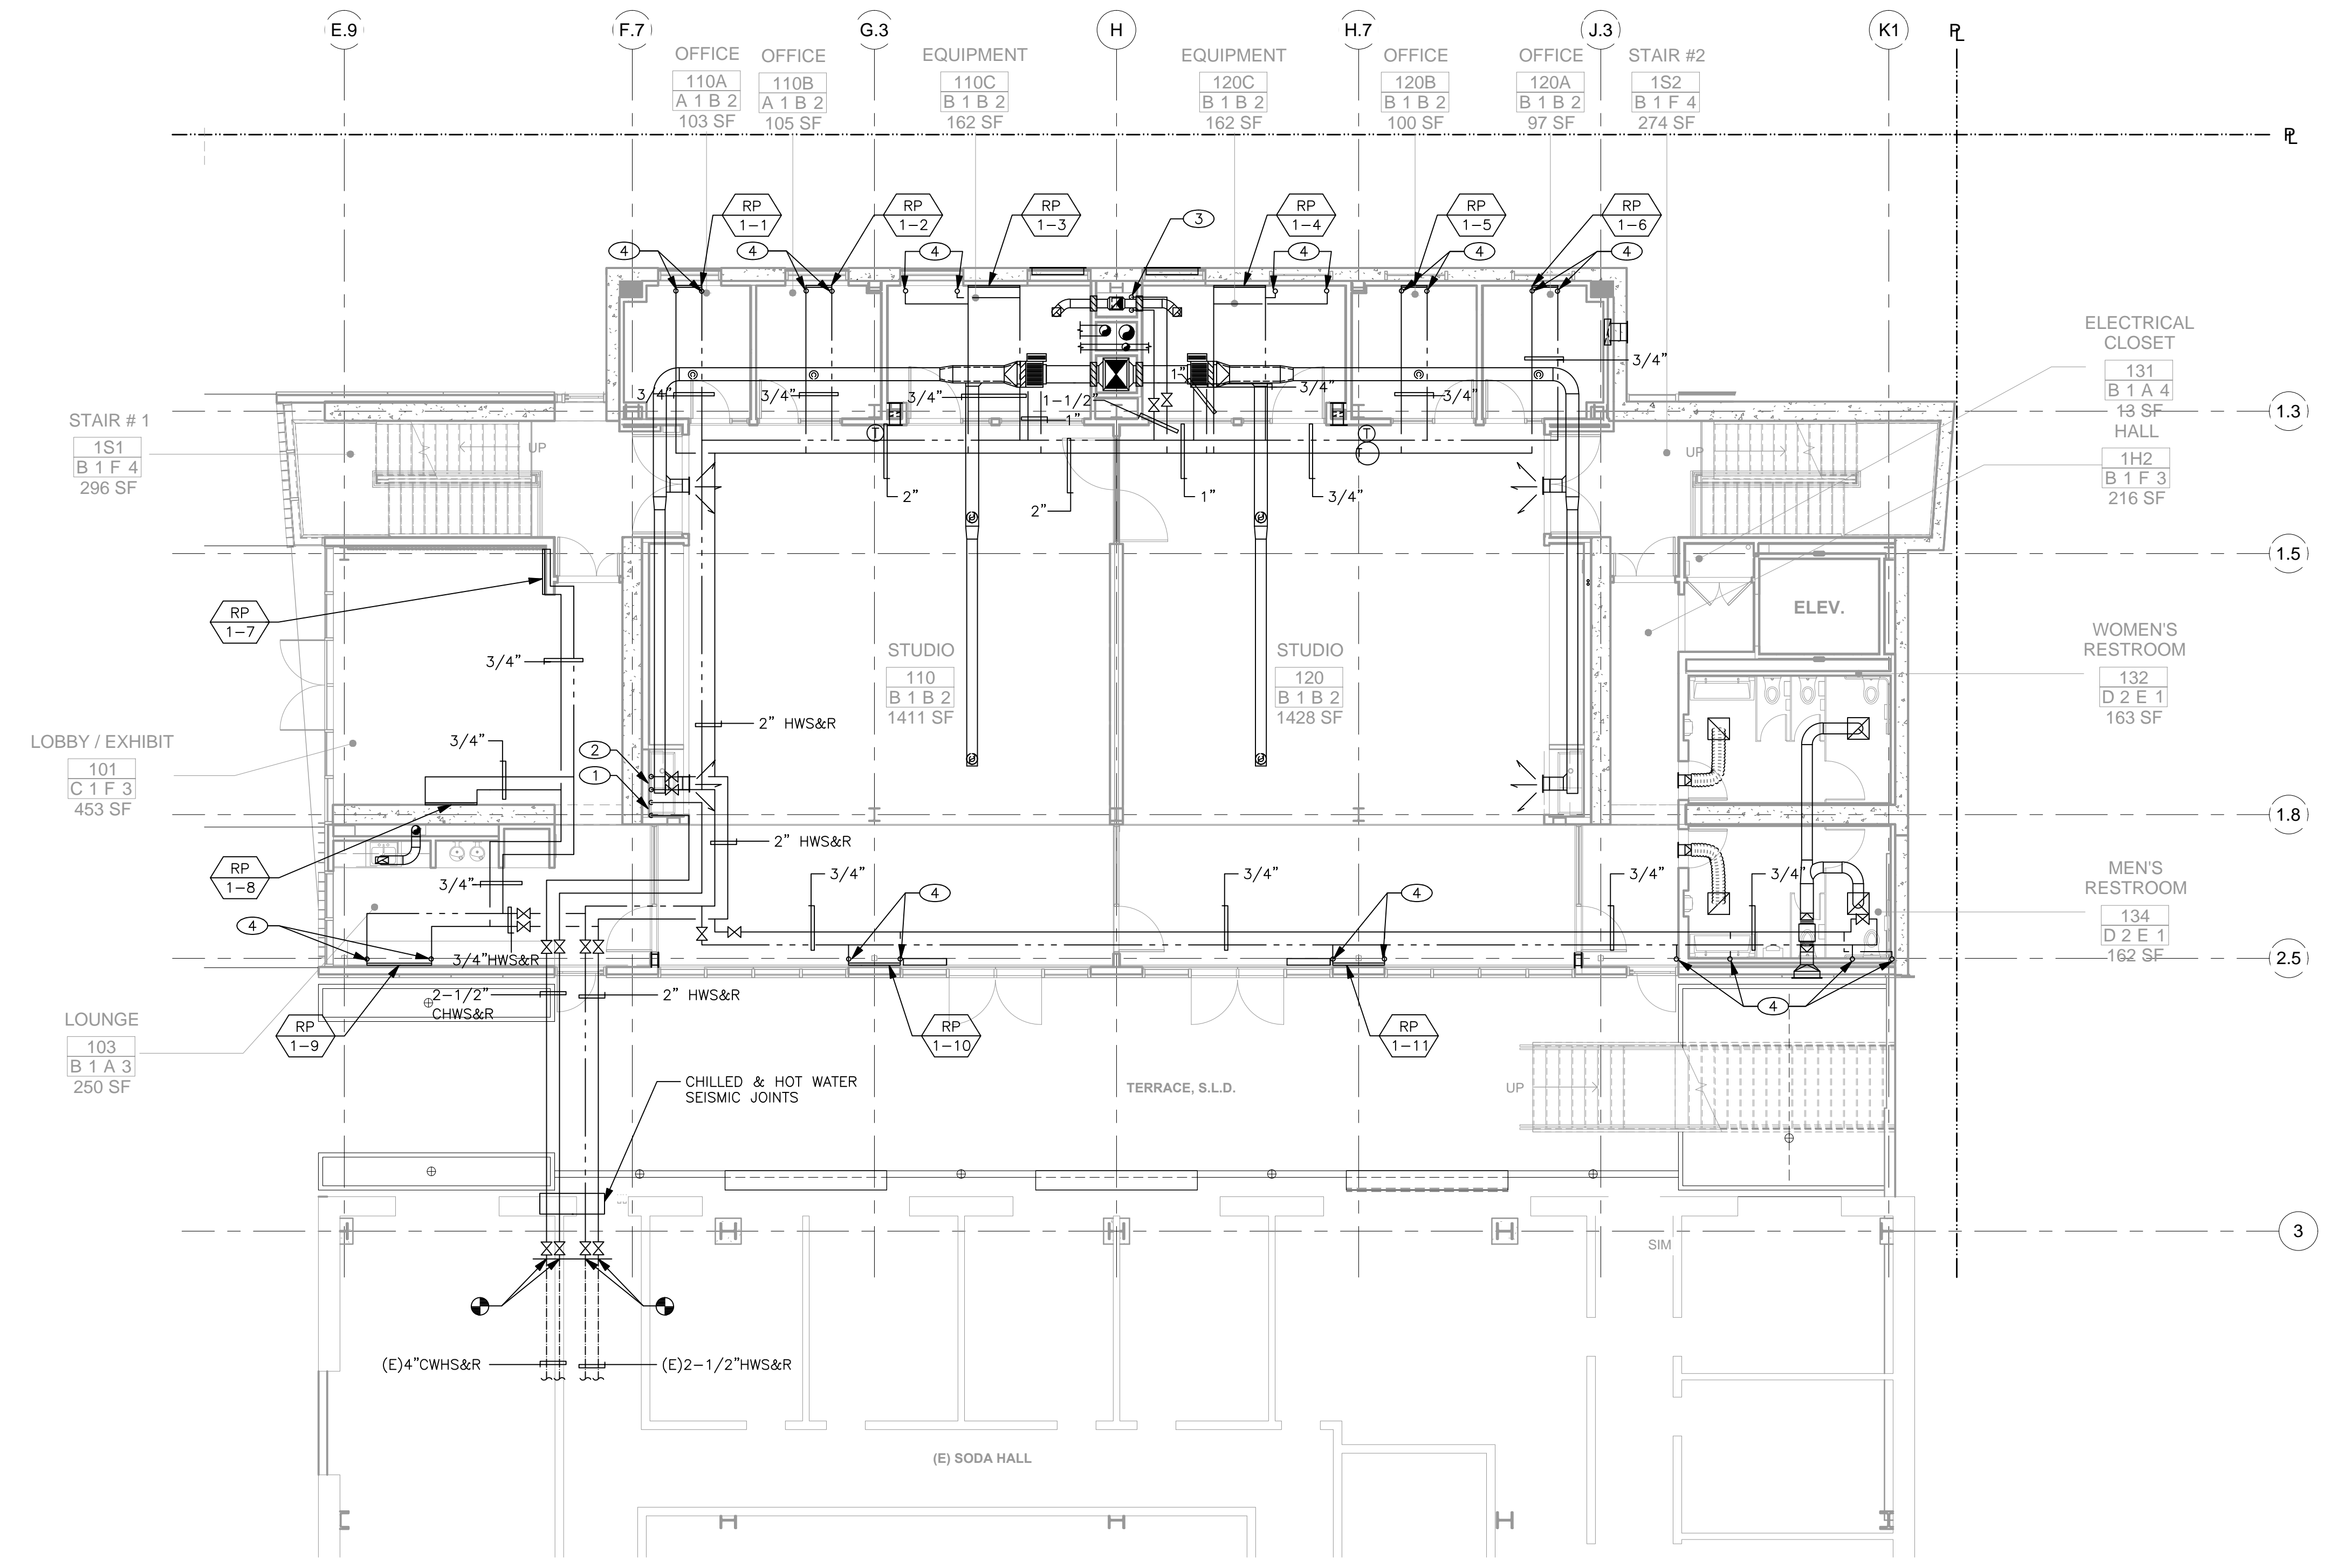 E.9
F.7
G.3
H
H.7
J.3
K1
PL
OFFICE
110A
A 1 B 2
103 SF
OFFICE
110B
A 1 B 2
105 SF
EQUIPMENT
110C
B 1 B 2
162 SF
EQUIPMENT
120C
B 1 B 2
162 SF
OFFICE
120B
B 1 B 2
100 SF
OFFICE
120A
B 1 B 2
97 SF
STAIR #2
1S2
B 1 F 4
274 SF
PL
RP
1-1
RP
1-2
RP
1-3
3
RP
1-4
RP
1-5
RP
1-6
4
4
4
4
4
4
ELECTRICAL
CLOSET
131
B 1 A 4
13 SF
HALL
1H2
B 1 F 3
216 SF
3/4"
3/4"
3/4"
3/4"
1-1/2"
1"
1"
3/4"
3/4"
1.3
STAIR # 1
1S1
B 1 F 4
296 SF
UP
UP
T
T
T
2"
2"
1"
3/4"
1.5
RP
1-7
ELEV.
3/4"
STUDIO
110
B 1 B 2
1411 SF
STUDIO
120
B 1 B 2
1428 SF
WOMEN'S
RESTROOM
132
D 2 E 1
163 SF
2" HWS&R
LOBBY / EXHIBIT
101
C 1 F 3
453 SF
3/4"
2
1
1.8
2" HWS&R
RP
1-8
3/4"
3/4"
3/4"
3/4"
3/4"
4
4
4
MEN'S
RESTROOM
134
D 2 E 1
162 SF
3/4"HWS&R
2.5
2-1/2"
CHWS&R
2" HWS&R
4
LOUNGE
103
B 1 A 3
250 SF
RP
1-9
RP
1-10
RP
1-11
CHILLED & HOT WATER
SEISMIC JOINTS
TERRACE, S.L.D.
UP
3
SIM
(E)4"CWHS&R
(E)2-1/2"HWS&R
(E) SODA HALL